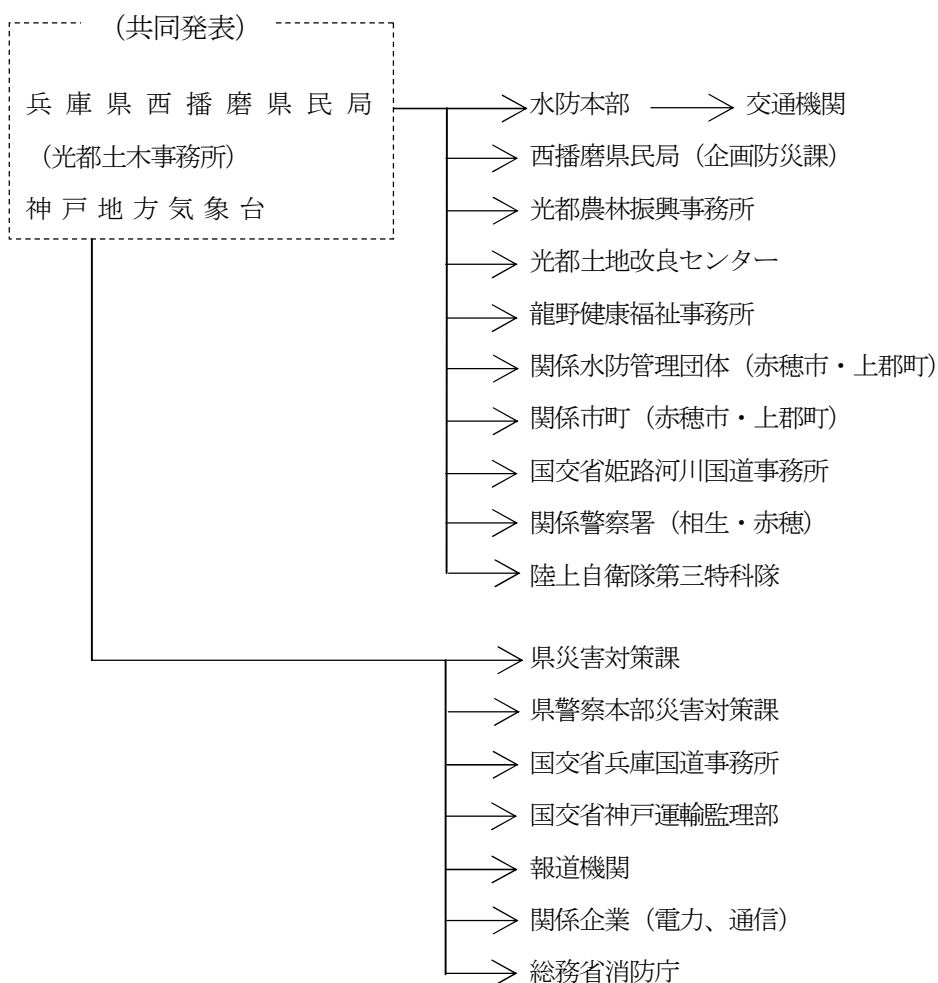 (共同発表)
兵庫県西播磨県民局
(光都土木事務所)
神戸地方気象台
水防本部 交通機関
西播磨県民局(企画防災課)
光都農林振興事務所
光都土地改良センター
龍野健康福祉事務所
関係水防管理団体(赤穂市・上郡町)
関係市町(赤穂市・上郡町)
国交省姫路河川国道事務所
関係警察署(相生・赤穂)
陸上自衛隊第三特科隊
県災害対策課
県警察本部災害対策課
国交省兵庫国道事務所
国交省神戸運輸監理部
報道機関
関係企業(電力、通信)
総務省消防庁